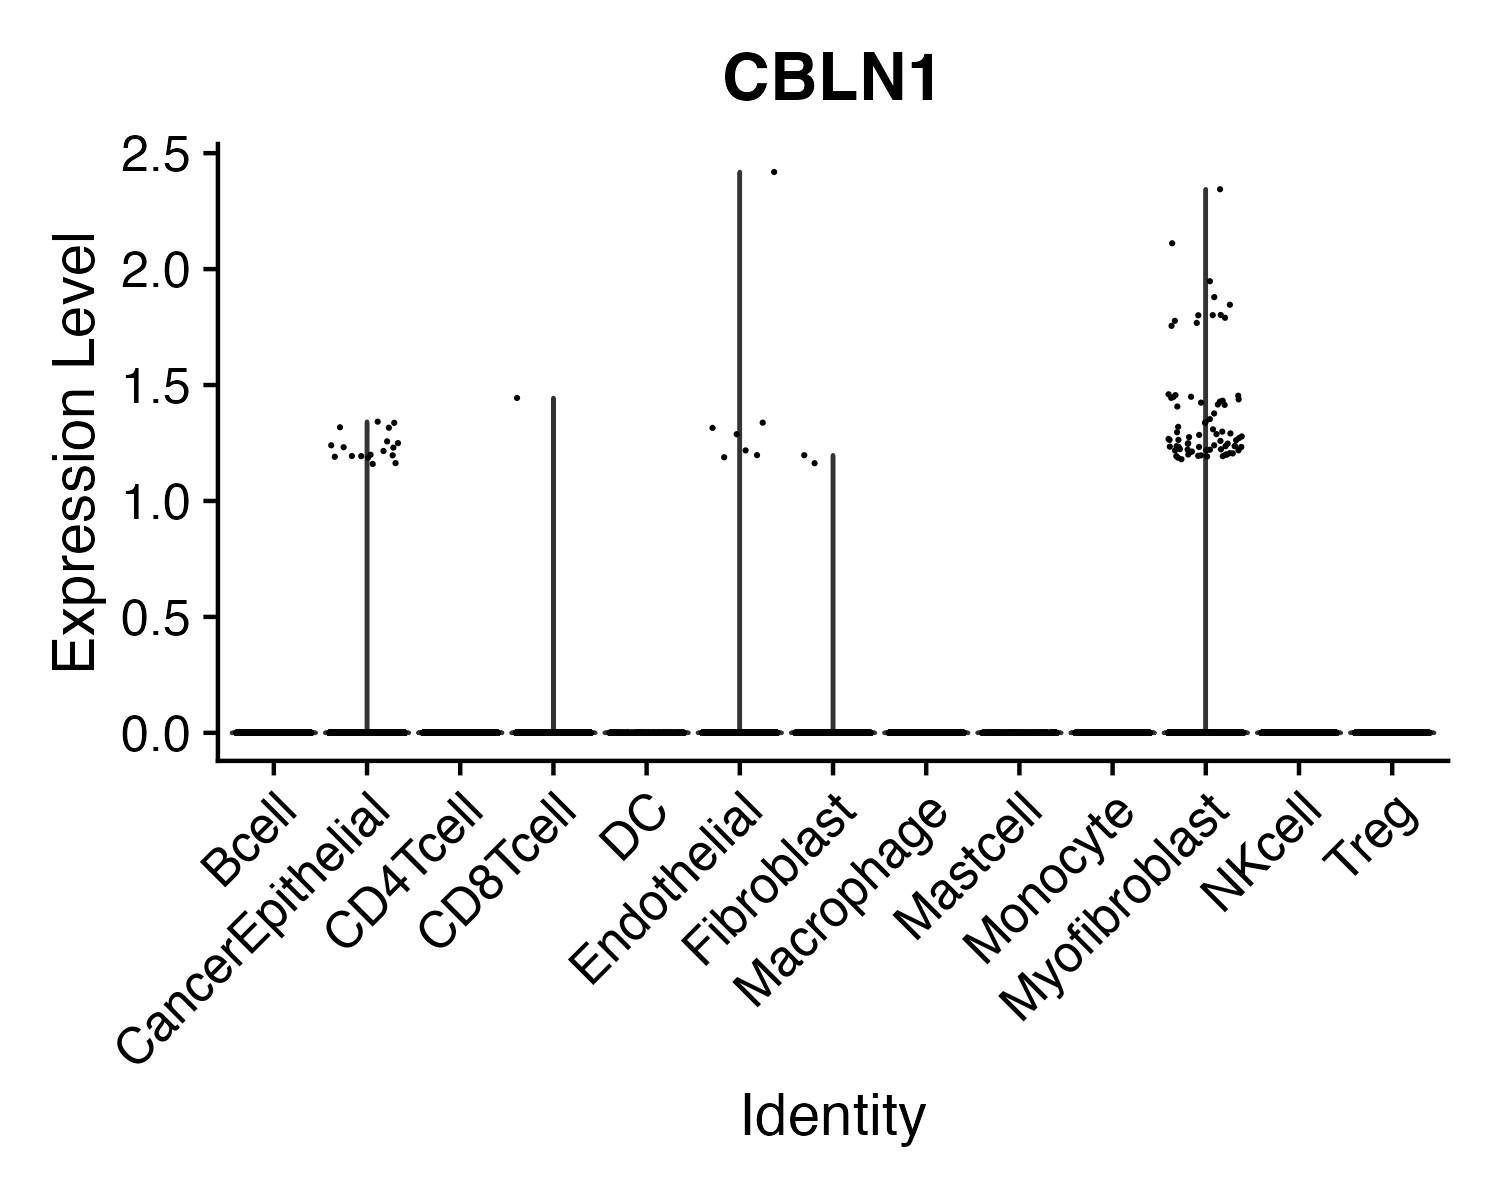 CBLN1
Expression Level
2.5
2.0
1.5
1.0
0.5
0.0
Bcell
CancerEpithelial
CD4Tcell
CD8Tcell
DC
Endothelial
Fibroblast
Macrophage
Mastcell
Monocyte
Myofibroblast
NKcell
Treg
Identity